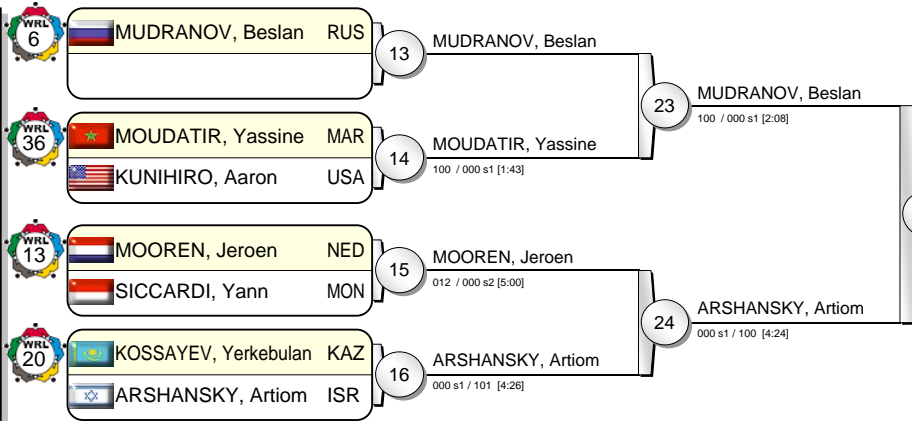 WRL 6
MUDRANOV, Beslan RUS
13
MUDRANOV, Beslan
WRL 36
MOUDATIR, Yassine MAR
KUNIHIRO, Aaron USA
14
MOUDATIR, Yassine
100 / 000 s1 [1:43]
23
MUDRANOV, Beslan
100 / 000 s1 [2:08]
WRL 13
MOOREN, Jeroen NED
SICCARDI, Yann MON
15
MOOREN, Jeroen
012 / 000 s2 [5:00]
WRL 20
KOSSAYEV, Yerkebulan KAZ
ARSHANSKY, Artiom ISR
16
ARSHANSKY, Artiom
000 s1 / 101 [4:26]
24
ARSHANSKY, Artiom
000 s1 / 100 [4:24]